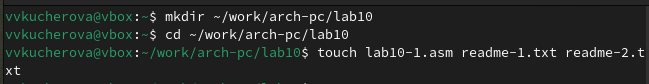 vvkucherova@vbox:~$ mkdir ~/work/arch-pc/lab10
vvkucherova@vbox:~$ cd ~/work/arch-pc/lab10
vvkucherova@vbox:~/work/arch-pc/lab10$ touch lab10-1.asm readme-1.txt readme-2.t
xt